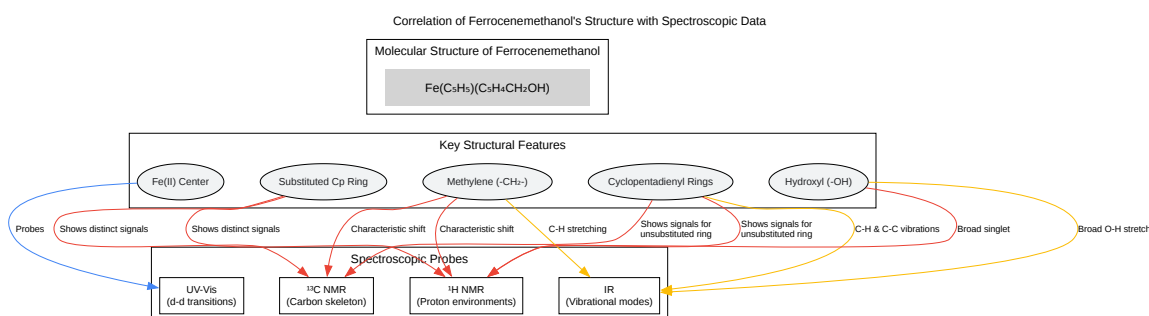 Correlation of Ferrocenemethanol's Structure with Spectroscopic Data
Molecular Structure of Ferrocenemethanol
Fe(C₅H₅)(C₅H₄CH₂OH)
Key Structural Features
Fe(II) Center
Substituted Cp Ring
Methylene (-CH₂-)
Cyclopentadienyl Rings
Hydroxyl (-OH)
Probes
Shows distinct signals
Shows distinct signals
Characteristic shift
Characteristic shift
C-H stretching
Shows signals for
unsubstituted ring
Shows signals for
unsubstituted ring
C-H & C-C vibrations
Broad singlet
Broad O-H stretch
Spectroscopic Probes
UV-Vis
(d-d transitions)
¹³C NMR
(Carbon skeleton)
¹H NMR
(Proton environments)
IR
(Vibrational modes)